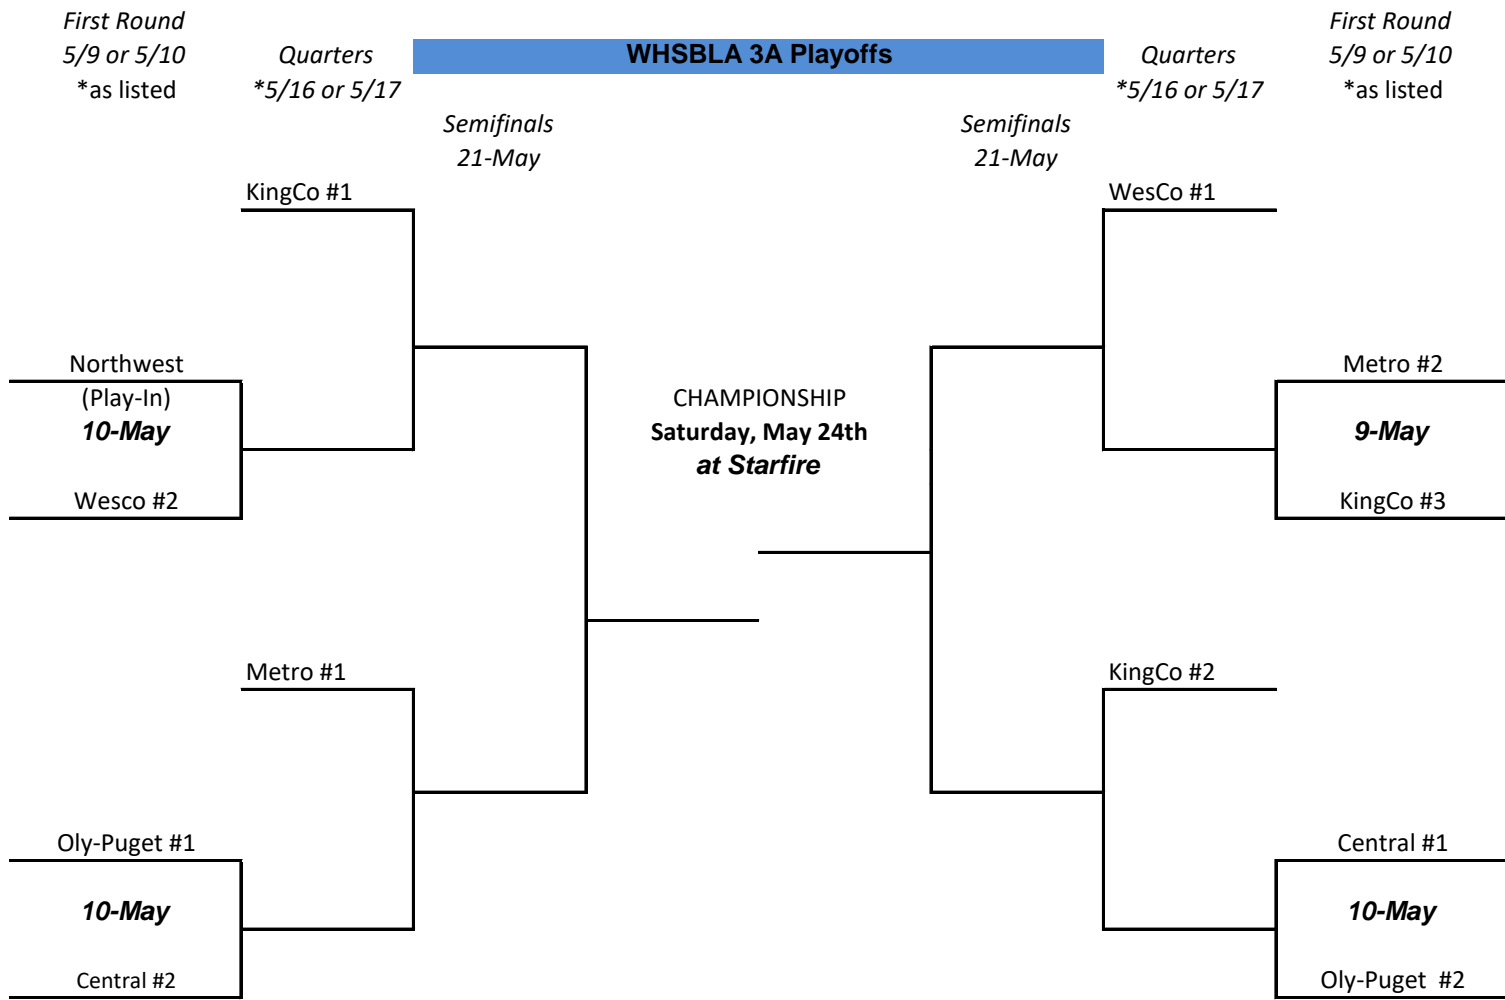 First Round
5/9 or 5/10
*as listed
Quarters
*5/16 or 5/17
WHSBLA 3A Playoffs
Quarters
*5/16 or 5/17
First Round
5/9 or 5/10
*as listed
Semifinals
21-May
Semifinals
21-May
KingCo #1
WesCo #1
Northwest
(Play-In)
10-May
Wesco #2
CHAMPIONSHIP
Saturday, May 24th
at Starfire
Metro #2
9-May
KingCo #3
Metro #1
KingCo #2
Oly-Puget #1
10-May
Central #2
Central #1
10-May
Oly-Puget #2